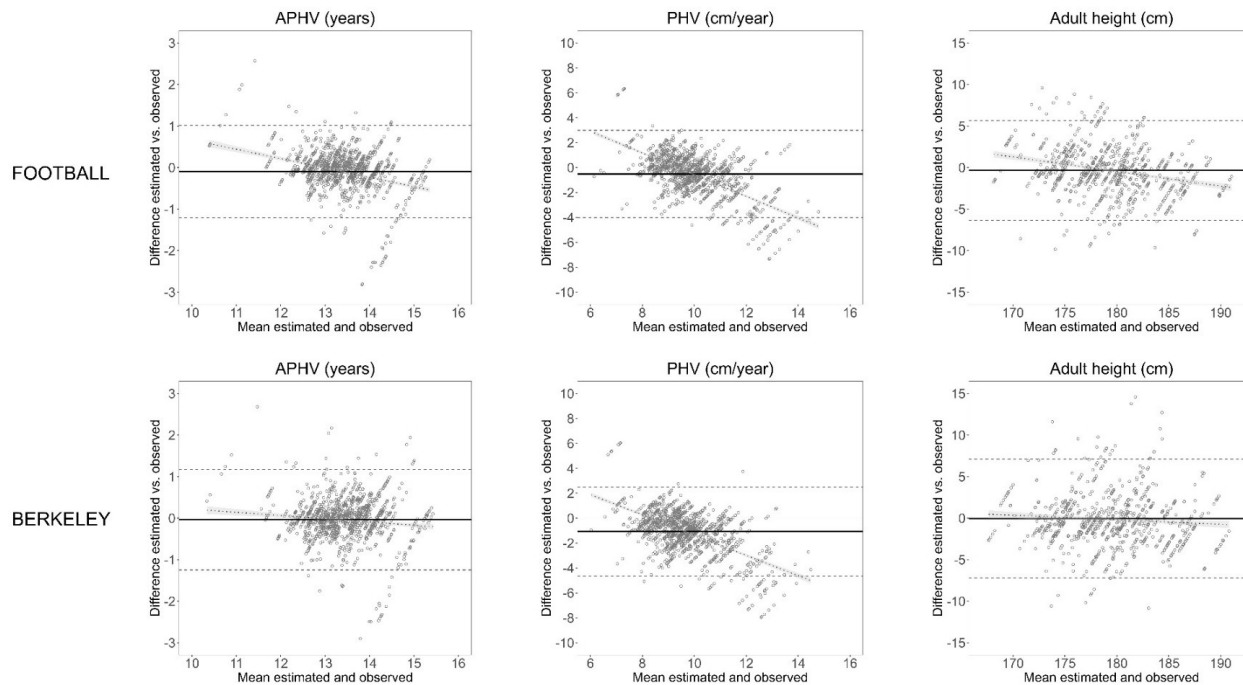 APHV (years)
PHV (cm/year)
Adult height (cm)
FOOTBALL
Difference estimated vs. observed
3
2
1
0
-1
-2
-3
10 11 12 13 14 15 16
Mean estimated and observed
Difference estimated vs. observed
10
8
6
4
2
0
-2
-4
-6
-8
-10
6 8 10 12 14 16
Mean estimated and observed
Difference estimated vs. observed
15
10
5
0
-5
-10
-15
170 175 180 185 190
Mean estimated and observed
APHV (years)
PHV (cm/year)
Adult height (cm)
BERKELEY
Difference estimated vs. observed
3
2
1
0
-1
-2
-3
10 11 12 13 14 15 16
Mean estimated and observed
Difference estimated vs. observed
10
8
6
4
2
0
-2
-4
-6
-8
-10
6 8 10 12 14 16
Mean estimated and observed
Difference estimated vs. observed
15
10
5
0
-5
-10
-15
170 175 180 185 190
Mean estimated and observed